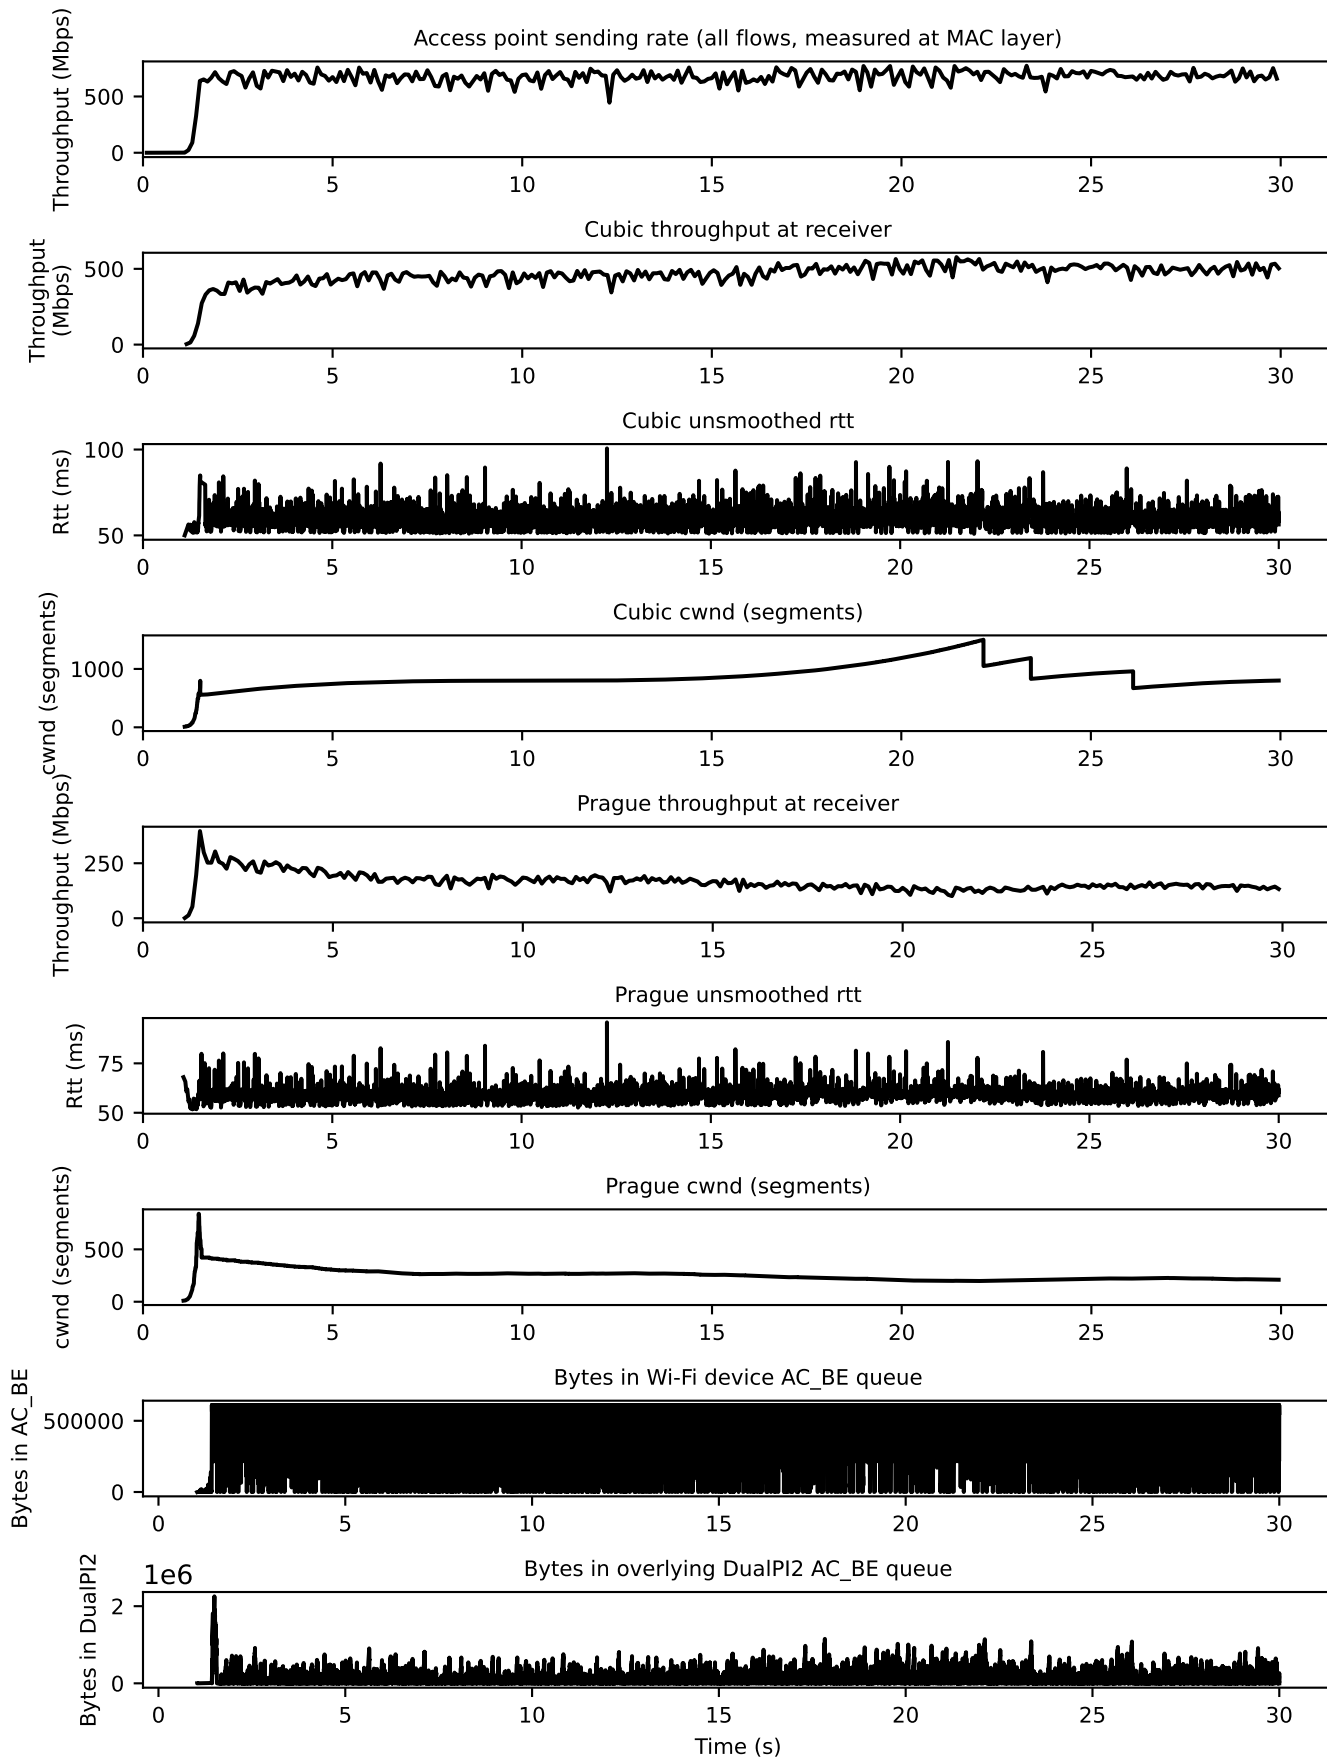 Access point sending rate (all flows, measured at MAC layer)
Throughput (Mbps)
500
0
0 5 10 15 20 25 30
Cubic throughput at receiver
Throughput
(Mbps)
500
0
0 5 10 15 20 25 30
Cubic unsmoothed rtt
Rtt (ms)
100
50
0 5 10 15 20 25 30
Cubic cwnd (segments)
cwnd (segments)
1000
0
0 5 10 15 20 25 30
Prague throughput at receiver
Throughput (Mbps)
250
0
0 5 10 15 20 25 30
Prague unsmoothed rtt
Rtt (ms)
75
50
0 5 10 15 20 25 30
Prague cwnd (segments)
cwnd (segments)
500
0
0 5 10 15 20 25 30
Bytes in Wi-Fi device AC_BE queue
Bytes in AC_BE
500000
0
0 5 10 15 20 25 30
Bytes in overlying DualPI2 AC_BE queue
1e6
Bytes in DualPI2
2
0
0 5 10 15 20 25 30
Time (s)